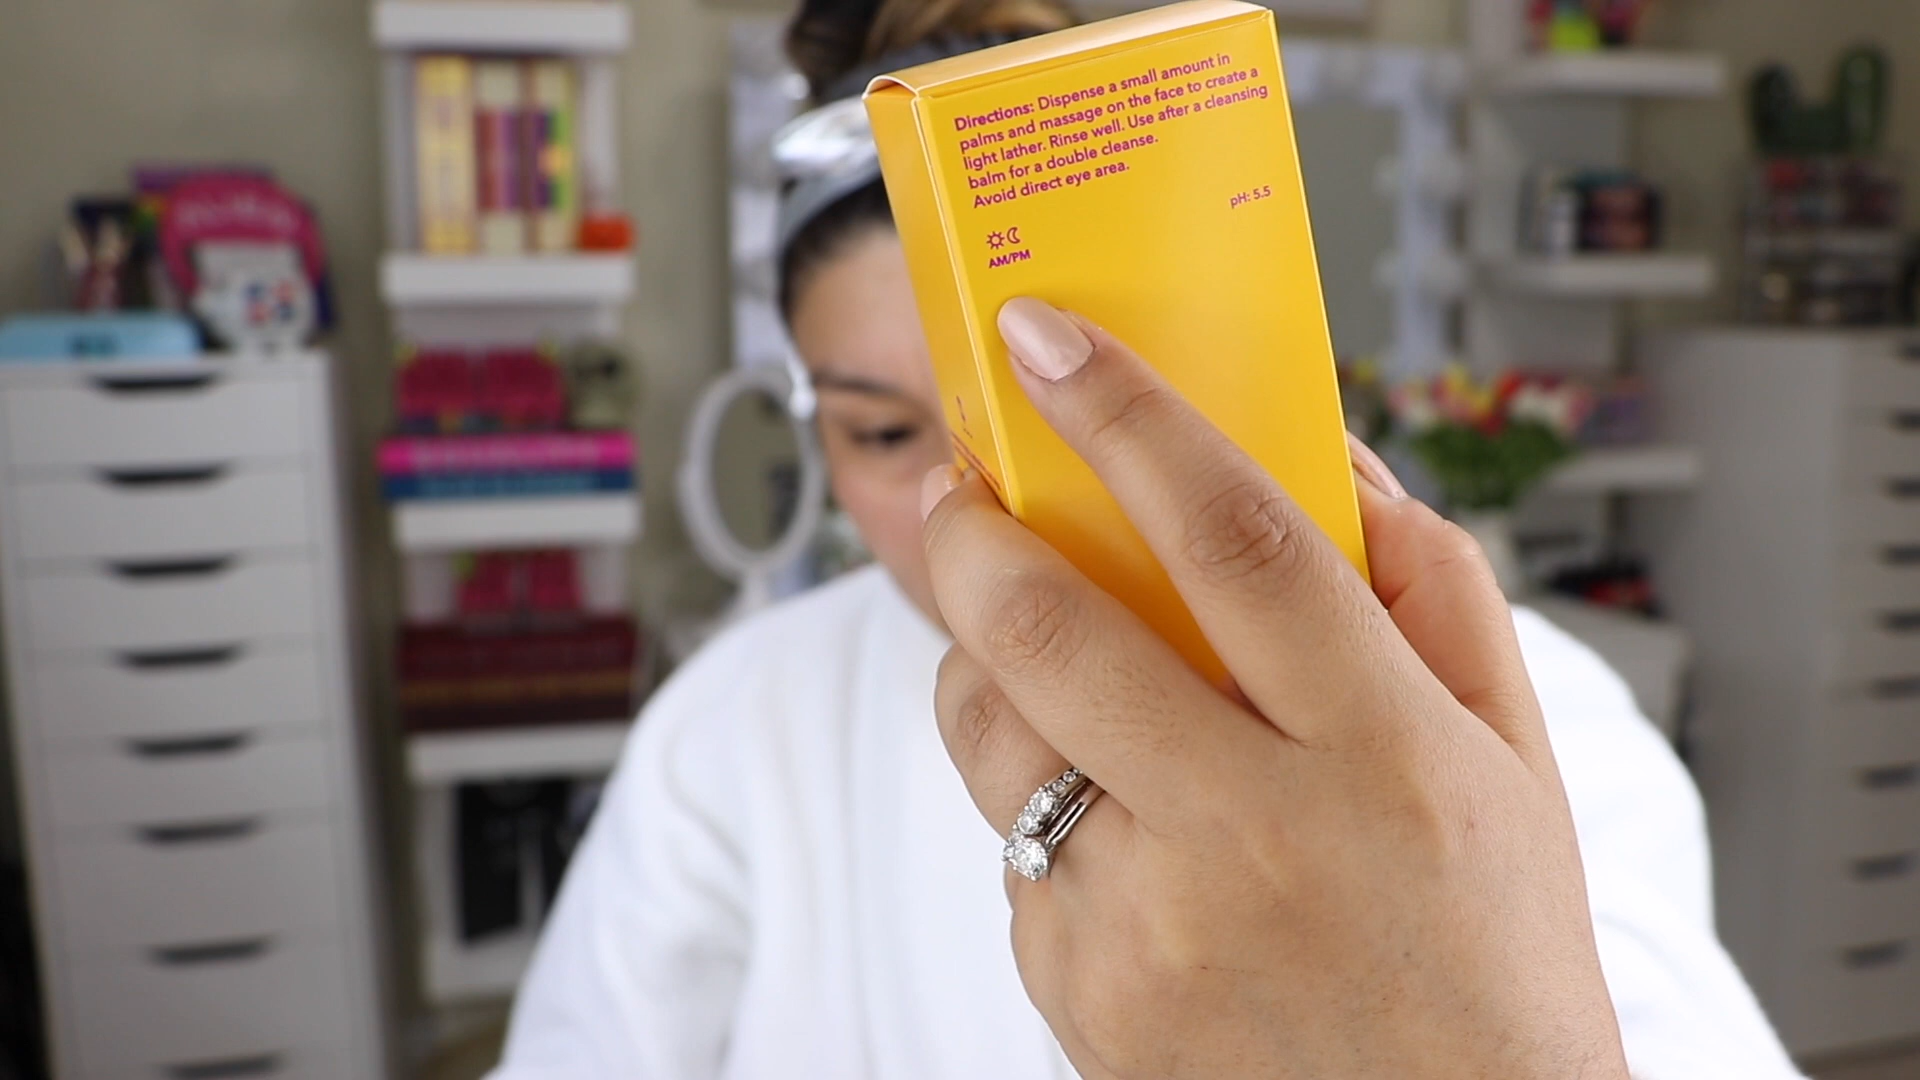 Directions: Dispense a small amount in
palms and massage on the face to create a
light lather. Rinse well. Use after a cleansing
balm for a double cleanse.
Avoid direct eye area.
pH: 5.5
AM/PM